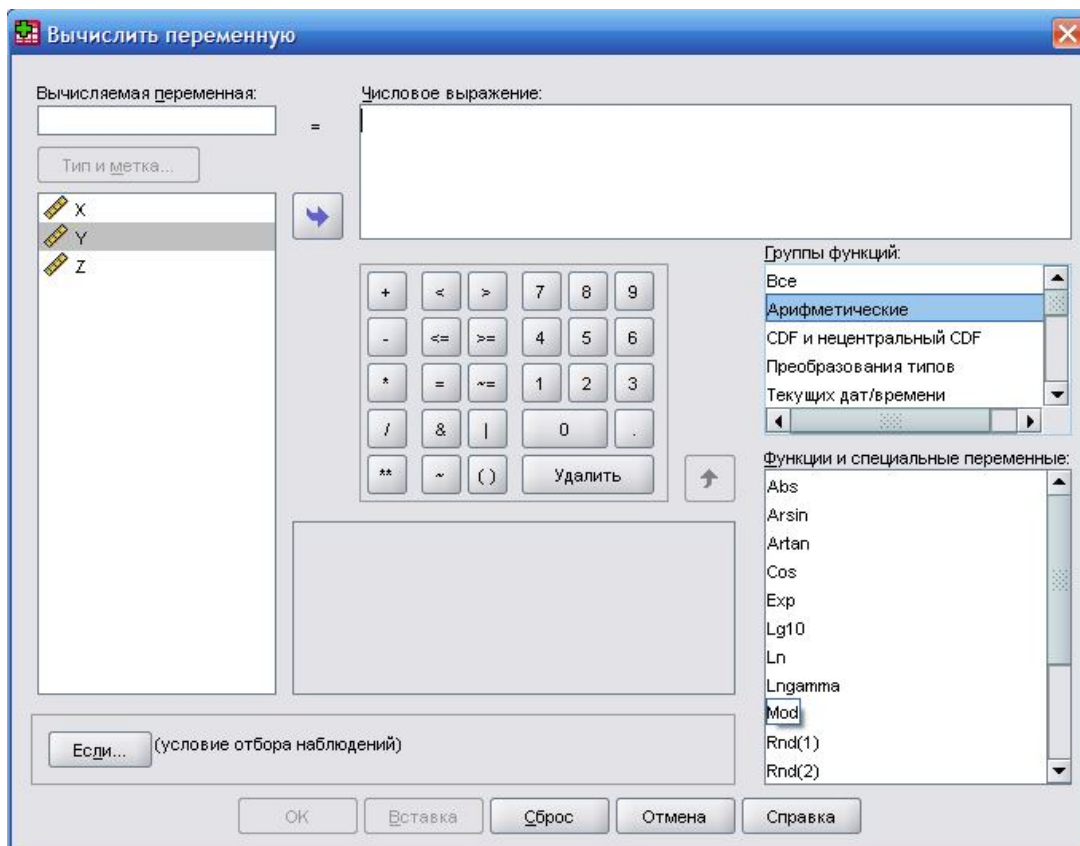 Вычислить переменную
Вычисляемая переменная:
=
Числовое выражение:
Тип и метка...
X
Y
Z
+ < > 7 8 9
- <= >= 4 5 6
* = ~= 1 2 3
/ & | 0 .
** ~ ( ) Удалить
Группы функций:
Все
Арифметические
CDF и нецентральный CDF
Преобразования типов
Текущих дат/времени
Функции и специальные переменные:
Abs
Arsin
Artan
Cos
Exp
Lg10
Ln
Lngamma
Mod
Rnd(1)
Rnd(2)
Если... (условие отбора наблюдений)
OK Вставка Сброс Отмена Справка